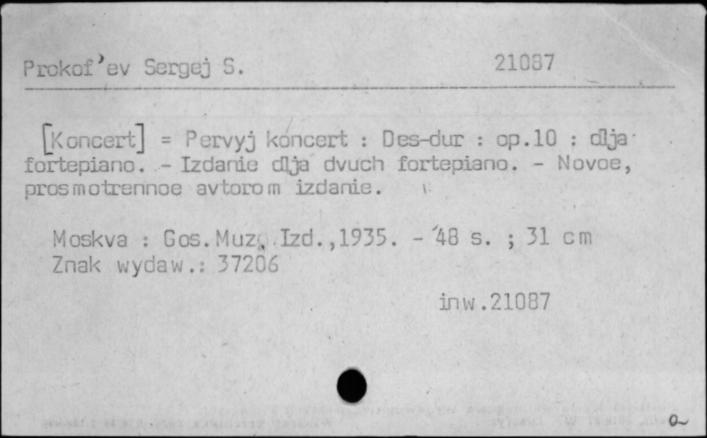 Prokof'ev Sergej S. 21087
[Koncert] = Pervyj koncert : Des-dur : op.10 : dlja
fortepiano. - Izdanie dlja dvuch fortepiano. - Novoe,
prosmotrennoe avtorom izdanie.
Moskva : Gos.Muz. Izd.,1935. - 48 s. ; 31 cm
Znak wydaw.: 37206
inw.21087